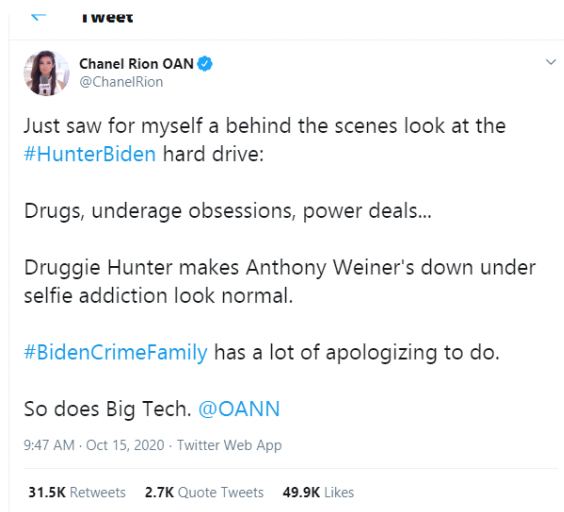 Tweet
Chanel Rion OAN
@ChanelRion
Just saw for myself a behind the scenes look at the
#HunterBiden hard drive:
Drugs, underage obsessions, power deals...
Druggie Hunter makes Anthony Weiner's down under
selfie addiction look normal.
#BidenCrimeFamily has a lot of apologizing to do.
So does Big Tech. @OANN
9:47 AM · Oct 15, 2020 · Twitter Web App
31.5K Retweets 2.7K Quote Tweets 49.9K Likes